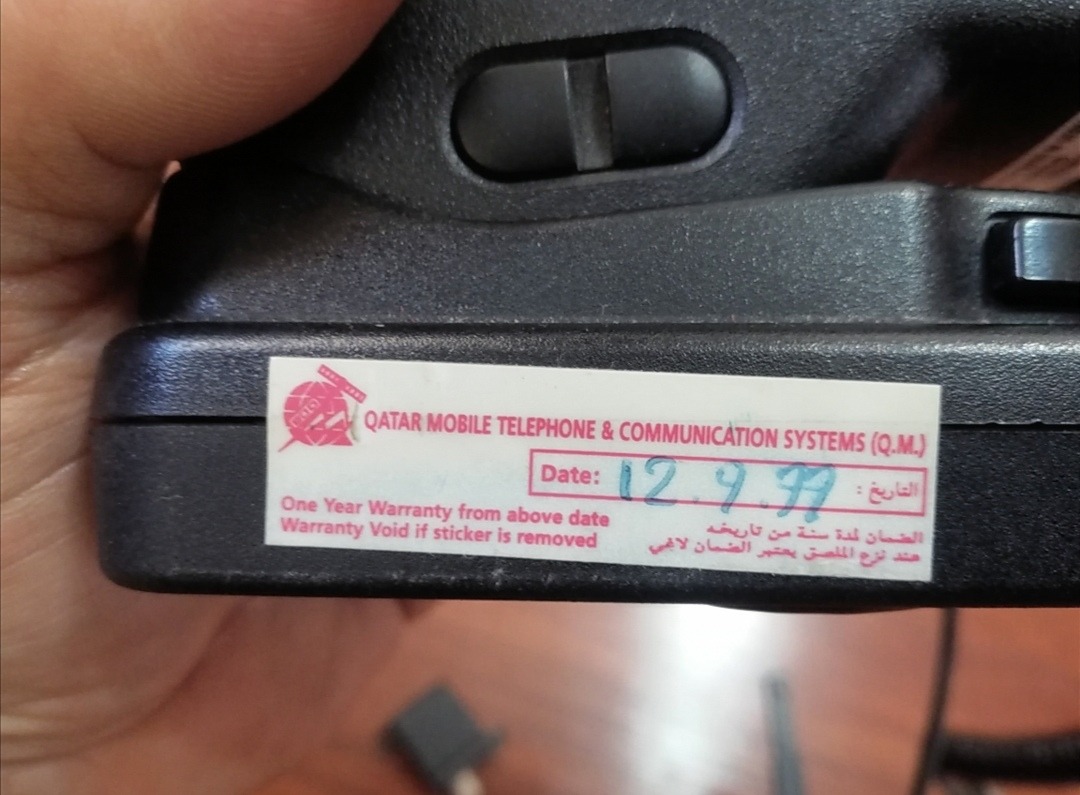 QATAR MOBILE TELEPHONE & COMMUNICATION SYSTEMS (Q.M.)
Date: 12.9.99 التاريخ :
One Year Warranty from above date
Warranty Void if sticker is removed
الضمان لمدة سنة من تاريخه
عند نزع الملصق يعتبر الضمان لاغي